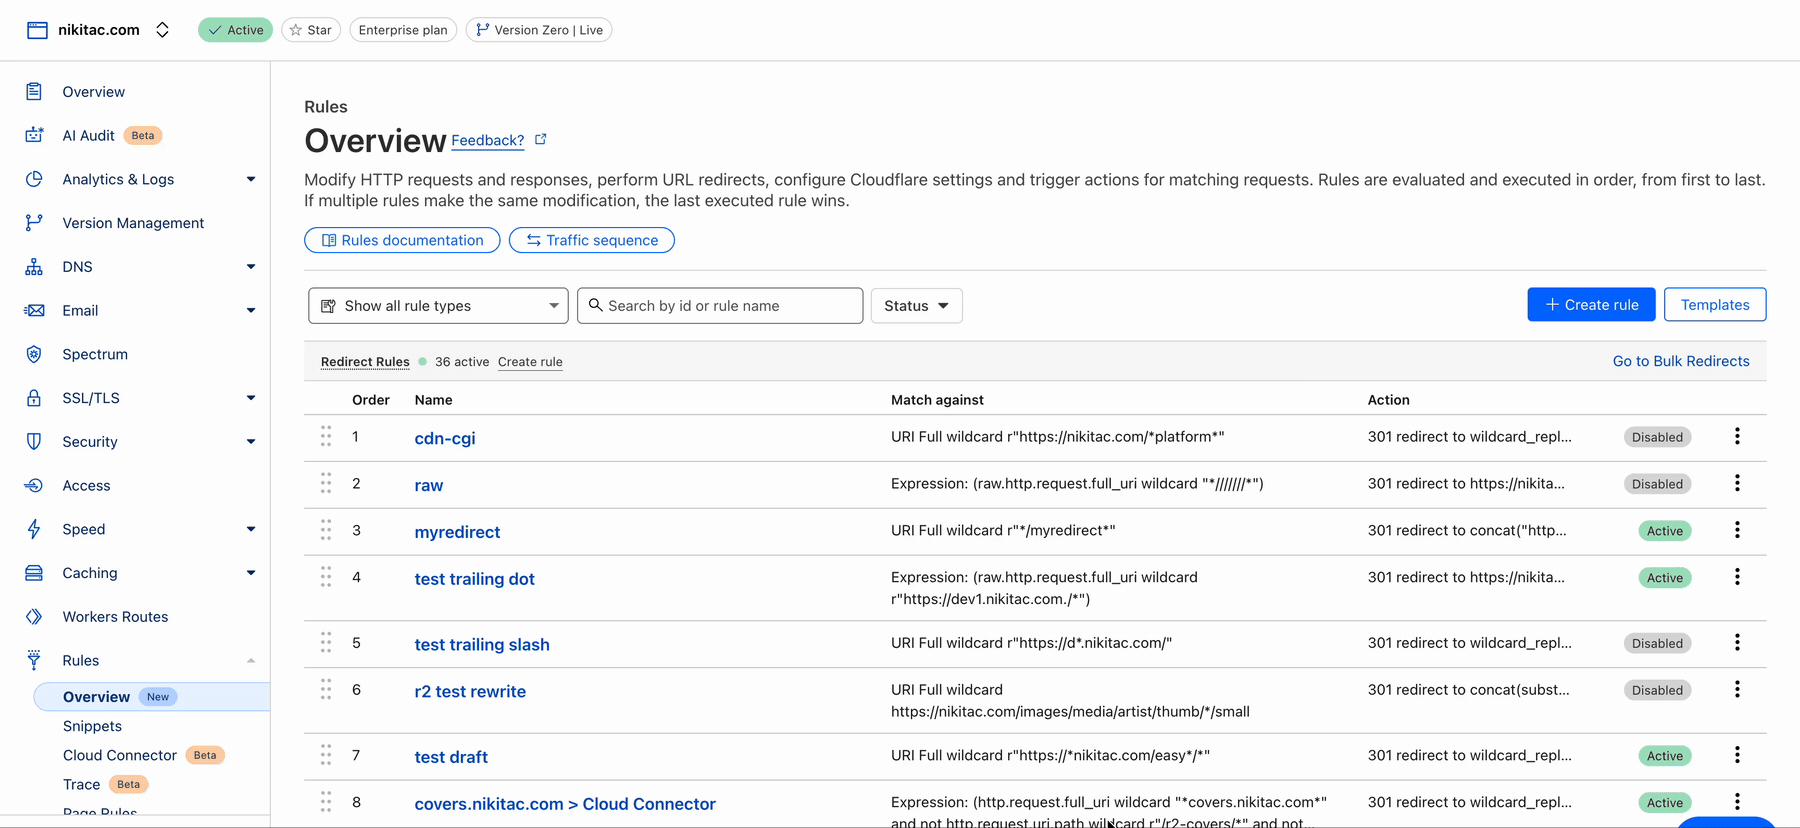 nikitac.com
Active
Star
Enterprise plan
Version Zero | Live
Overview
AI Audit Beta
Analytics & Logs
Version Management
DNS
Email
Spectrum
SSL/TLS
Security
Access
Speed
Caching
Workers Routes
Rules
Overview New
Snippets
Cloud Connector Beta
Trace Beta
Page Rules
Rules
Overview Feedback?
Modify HTTP requests and responses, perform URL redirects, configure Cloudflare settings and trigger actions for matching requests. Rules are evaluated and executed in order, from first to last.
If multiple rules make the same modification, the last executed rule wins.
Rules documentation
Traffic sequence
Show all rule types
Search by id or rule name
Status
+ Create rule
Templates
Redirect Rules 36 active Create rule
Go to Bulk Redirects
Order Name Match against Action
1 cdn-cgi URI Full wildcard r"https://nikitac.com/*platform*" 301 redirect to wildcard_repl... Disabled
2 raw Expression: (raw.http.request.full_uri wildcard "*///////*") 301 redirect to https://nikita... Disabled
3 myredirect URI Full wildcard r"*/myredirect*" 301 redirect to concat("http... Active
4 test trailing dot Expression: (raw.http.request.full_uri wildcard 301 redirect to https://nikita... Active
r"https://dev1.nikitac.com./*")
5 test trailing slash URI Full wildcard r"https://d*.nikitac.com/" 301 redirect to wildcard_repl... Disabled
6 r2 test rewrite URI Full wildcard 301 redirect to concat(subst... Disabled
https://nikitac.com/images/media/artist/thumb/*/small
7 test draft URI Full wildcard r"https://*nikitac.com/easy*/*" 301 redirect to wildcard_repl... Active
8 covers.nikitac.com > Cloud Connector Expression: (http.request.full_uri wildcard "*covers.nikitac.com*" 301 redirect to wildcard_repl... Active
and not http.request.uri.path wildcard r"/r2-covers/*" and not...